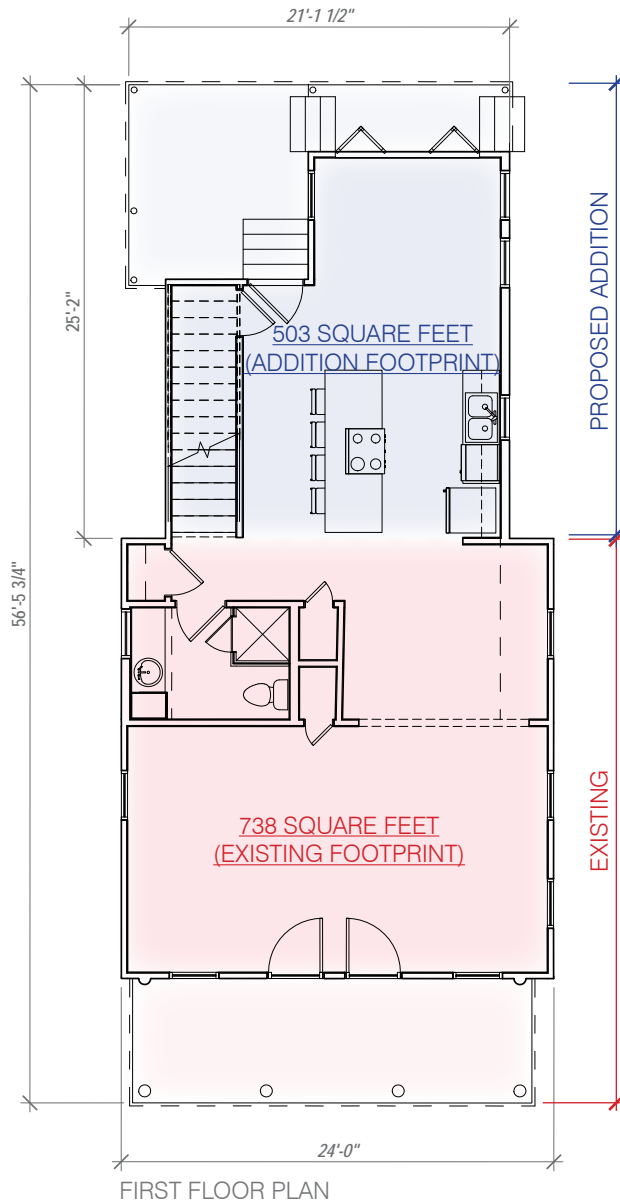 21'-1 1/2"
25'-2"
56'-5 3/4"
PROPOSED ADDITION
503 SQUARE FEET
(ADDITION FOOTPRINT)
EXISTING
738 SQUARE FEET
(EXISTING FOOTPRINT)
24'-0"
FIRST FLOOR PLAN